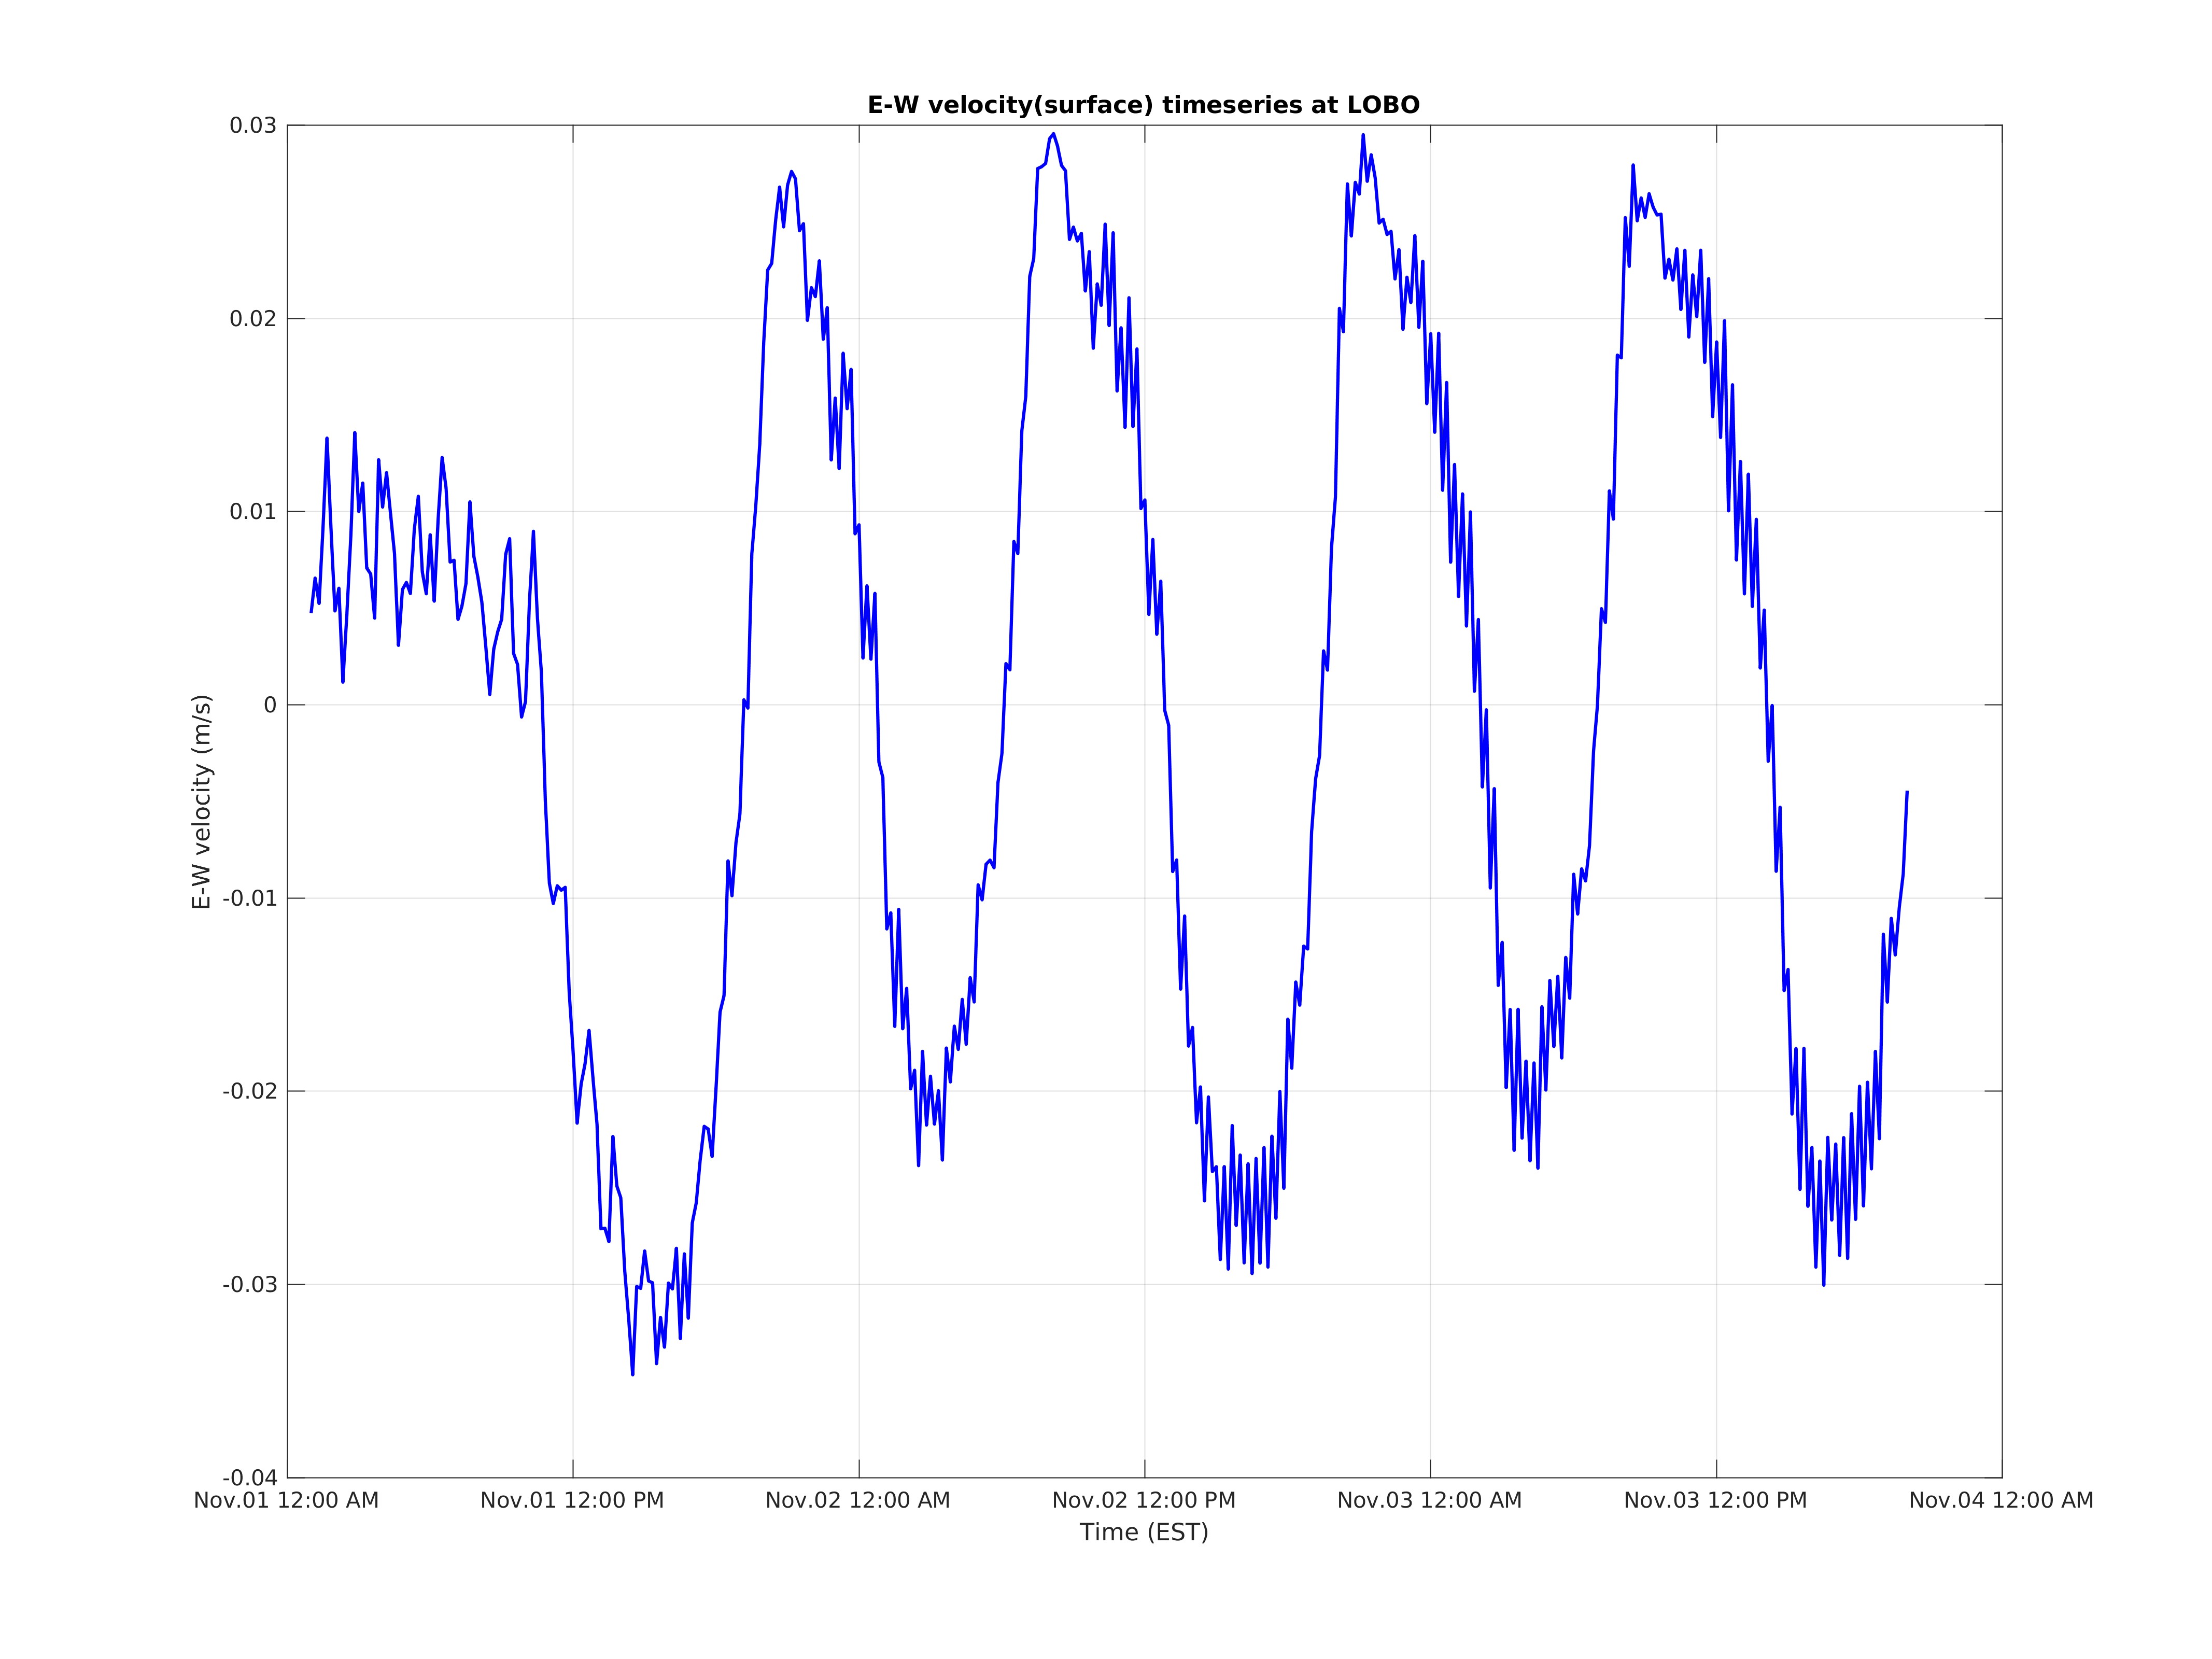 E-W velocity(surface) timeseries at LOBO
0.03
0.02
0.01
0
-0.01
-0.02
-0.03
-0.04
E-W velocity (m/s)
Nov.01 12:00 AM Nov.01 12:00 PM Nov.02 12:00 AM Nov.02 12:00 PM Nov.03 12:00 AM Nov.03 12:00 PM Nov.04 12:00 AM
Time (EST)